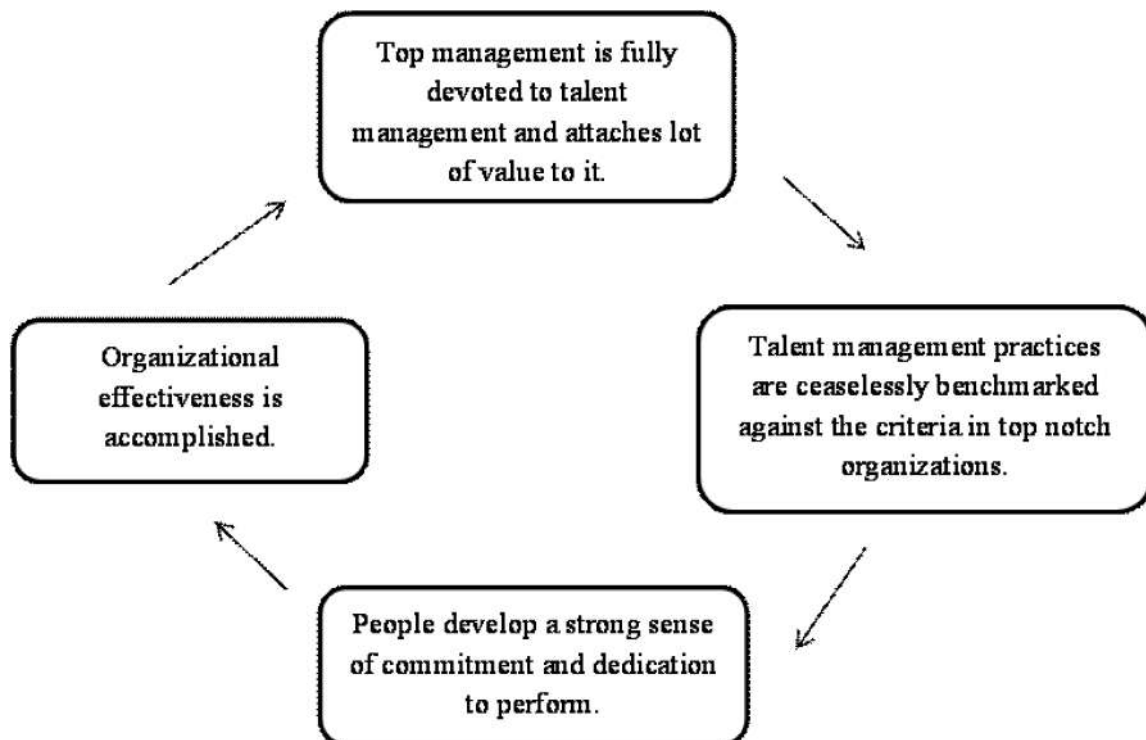 Top management is fully
devoted to talent
management and attaches lot
of value to it.
Organizational
effectiveness is
accomplished.
Talent management practices
are ceaselessly benchmarked
against the criteria in top notch
organizations.
People develop a strong sense
of commitment and dedication
to perform.